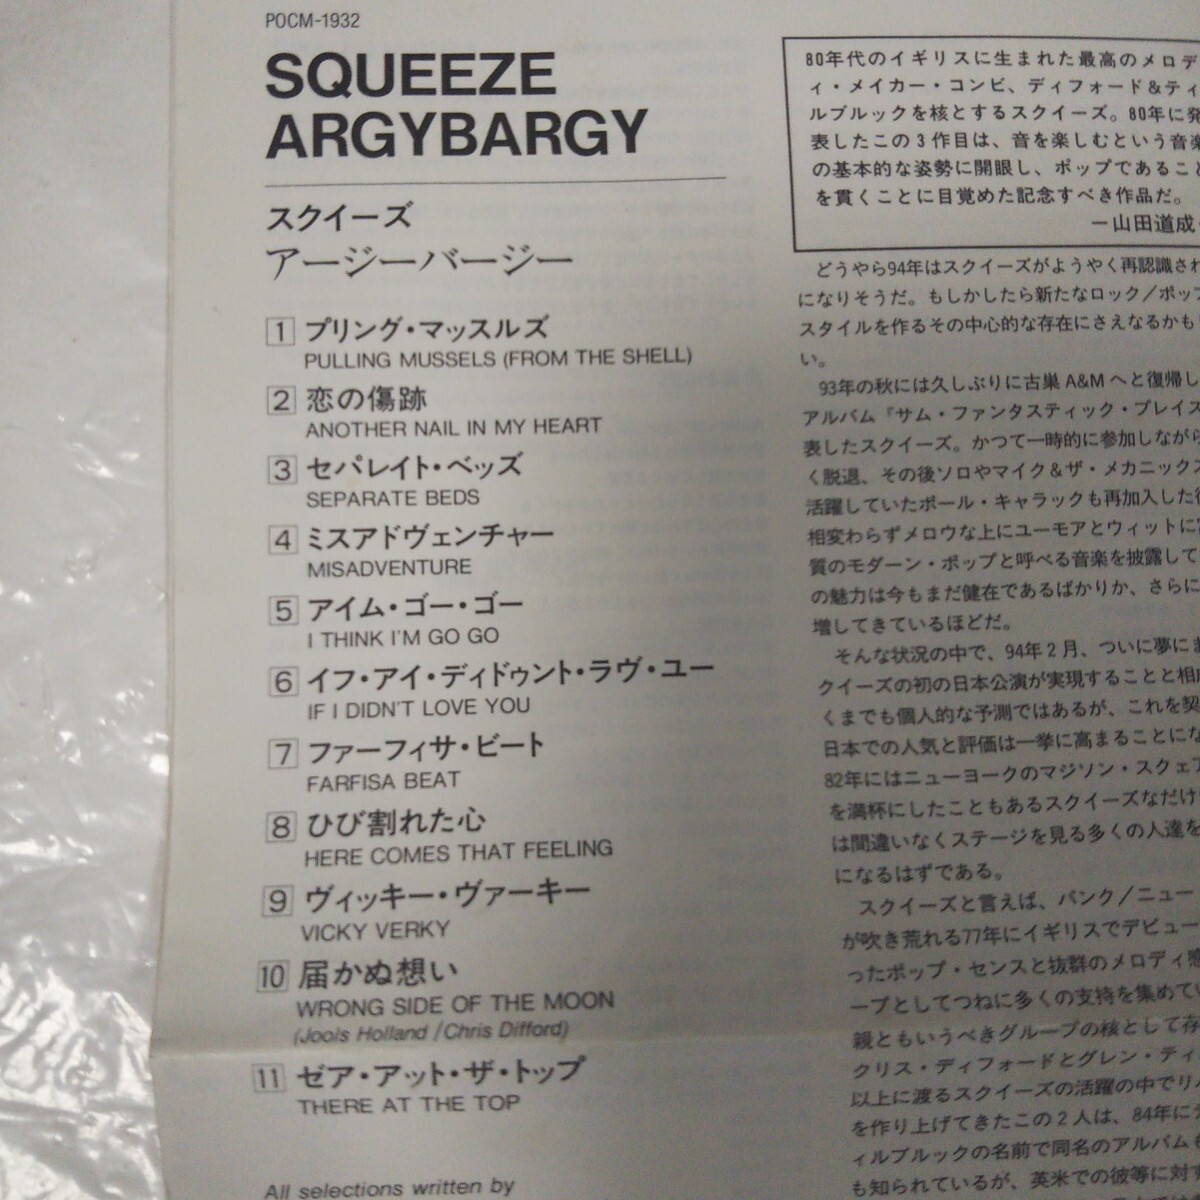 POCM-1932
SQUEEZE
ARGYBARGY
スクイーズ
アージーバージー
1 プリング・マッスルズ
PULLING MUSSELS (FROM THE SHELL)
2 恋の傷跡
ANOTHER NAIL IN MY HEART
3 セパレイト・ベッズ
SEPARATE BEDS
4 ミスアドヴェンチャー
MISADVENTURE
5 アイム・ゴー・ゴー
I THINK I'M GO GO
6 イフ・アイ・ディドゥント・ラヴ・ユー
IF I DIDN'T LOVE YOU
7 ファーフィサ・ビート
FARFISA BEAT
8 ひび割れた心
HERE COMES THAT FEELING
9 ヴィッキー・ヴァーキー
VICKY VERKY
10 届かぬ想い
WRONG SIDE OF THE MOON
(Jools Holland /Chris Difford)
11 ゼア・アット・ザ・トップ
THERE AT THE TOP
All selections written by
80年代のイギリスに生まれた最高のメロデ
ィ・メイカー・コンビ、ディフォード&ティ
ルブルックを核とするスクイーズ。80年に発
表したこの3作目は、音を楽しむという音楽
の基本的な姿勢に開眼し、ポップであること
を貫くことに目覚めた記念すべき作品だ。
—山田道成
どうやら94年はスクイーズがようやく再認識され
になりそうだ。もしかしたら新たなロック/ポップ
スタイルを作るその中心的な存在にさえなるかも
い。
93年の秋には久しぶりに古巣A&Mへと復帰し
アルバム『サム・ファンタスティック・プレイス
表したスクイーズ。かつて一時的に参加しながら
く脱退、その後ソロやマイク&ザ・メカニックス
活躍していたポール・キャラックも再加入した
相変わらずメロウな上にユーモアとウィットに
質のモダーン・ポップと呼べる音楽を披露して
の魅力は今もまだ健在であるばかりか、さらに
増してきているほどだ。
そんな状況の中で、94年2月、ついに夢に
クイーズの初の日本公演が実現することと相
くまでも個人的な予測ではあるが、これを契
日本での人気と評価は一挙に高まることにな
82年にはニューヨークのマジソン・スクェア
を満杯にしたこともあるスクイーズなだけ
は間違いなくステージを見る多くの人達を
になるはずである。
スクイーズと言えば、パンク/ニュー
が吹き荒れる77年にイギリスでデビュー
ったポップ・センスと抜群のメロディ感
ープとしてつねに多くの支持を集めてい
親ともいうべきグループの核として存
クリス・ディフォードとグレン・ティ
以上に渡るスクイーズの活躍の中でリ
を作り上げてきたこの2人は、84年に
ィルブルックの名前で同名のアルバムも
も知られているが、英米での彼等に対す